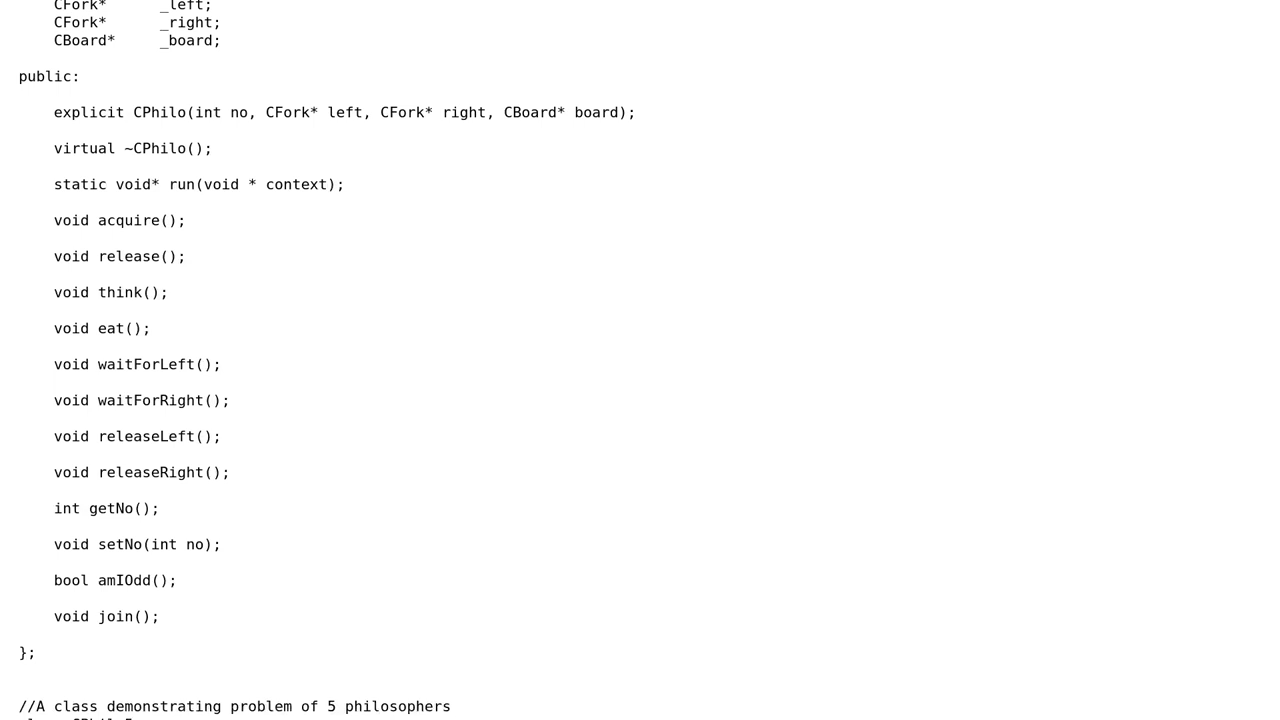 CFork*      _left;
CFork*      _right;
CBoard*     _board;
public:
explicit CPhilo(int no, CFork* left, CFork* right, CBoard* board);
virtual ~CPhilo();
static void* run(void * context);
void acquire();
void release();
void think();
void eat();
void waitForLeft();
void waitForRight();
void releaseLeft();
void releaseRight();
int getNo();
void setNo(int no);
bool amIOdd();
void join();
};
//A class demonstrating problem of 5 philosophers